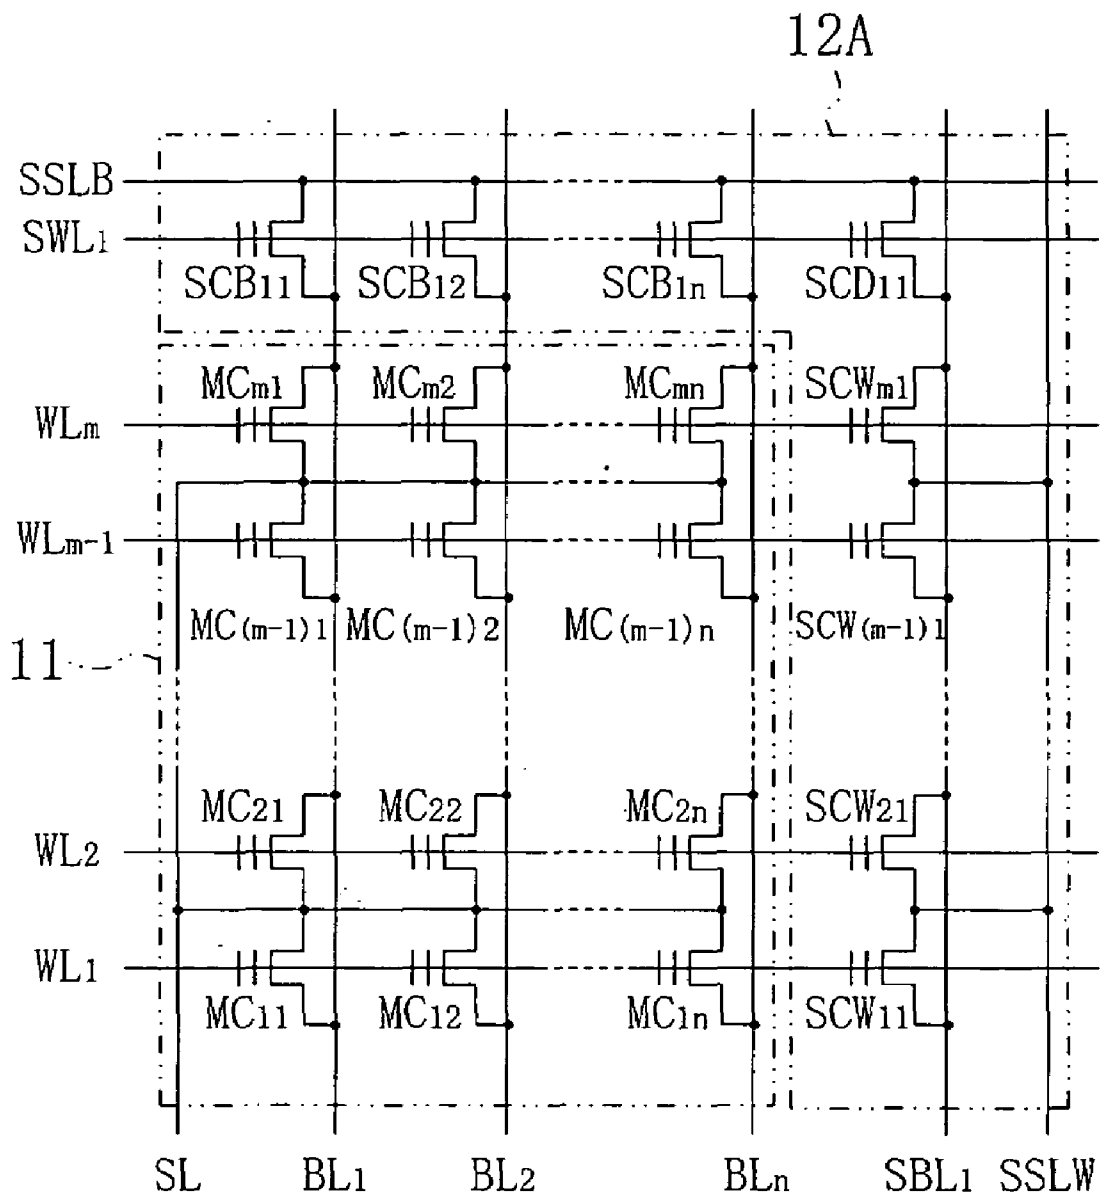 12A
SSLB
SWL1
SCB11 SCB12 SCB1n SCD11
MCm1 MCm2 MCmn SCWm1
WLm
WLm-1
MC(m-1)1 MC(m-1)2 MC(m-1)n SCW(m-1)1
11
MC21 MC22 MC2n SCW21
WL2
WL1
MC11 MC12 MC1n SCW11
SL BL1 BL2 BLn SBL1 SSLW